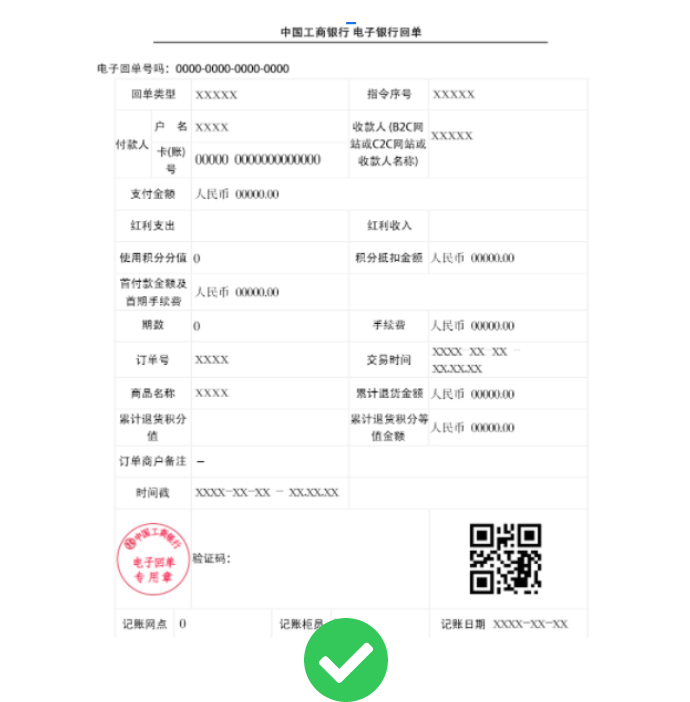 中国工商银行 电子银行回单
电子回单号码：0000-0000-0000-0000
回单类型 XXXXX 指令序号 XXXXX
付款人 户 名 XXXX 收款人 (B2C网站或C2C网站或收款人名称) XXXXX
卡(账)号 00000 0000000000000
支付金额 人民币 00000.00
红利支出 红利收入
使用积分分值 0 积分抵扣金额 人民币 00000.00
首付款金额及首期手续费 人民币 00000.00
期数 0 手续费 人民币 00000.00
订单号 XXXX 交易时间 XXXX-XX-XX - XX.XX.XX
商品名称 XXXX 累计退货金额 人民币 00000.00
累计退货积分值 累计退货积分等值金额 人民币 00000.00
订单商户备注 —
时间戳 XXXX-XX-XX - XX.XX.XX
中国工商银行
电子回单
专用章
验证码：
记账网点 0 记账柜员 记账日期 XXXX-XX-XX